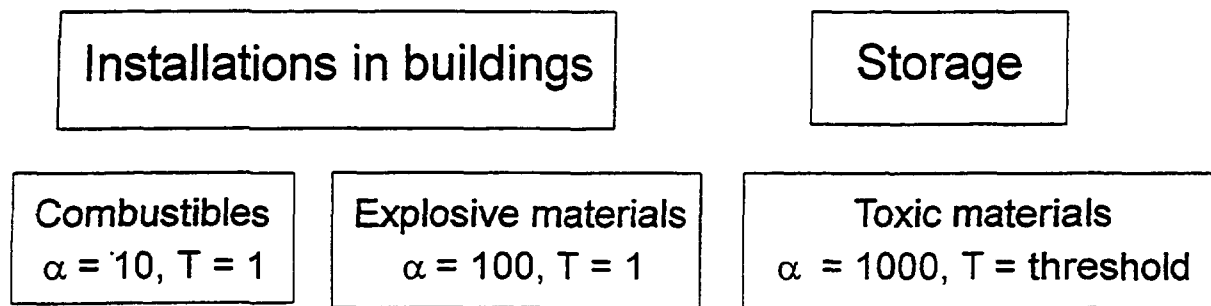 Installations in buildings
Storage
Combustibles
α = 10, T = 1
Explosive materials
α = 100, T = 1
Toxic materials
α = 1000, T = threshold